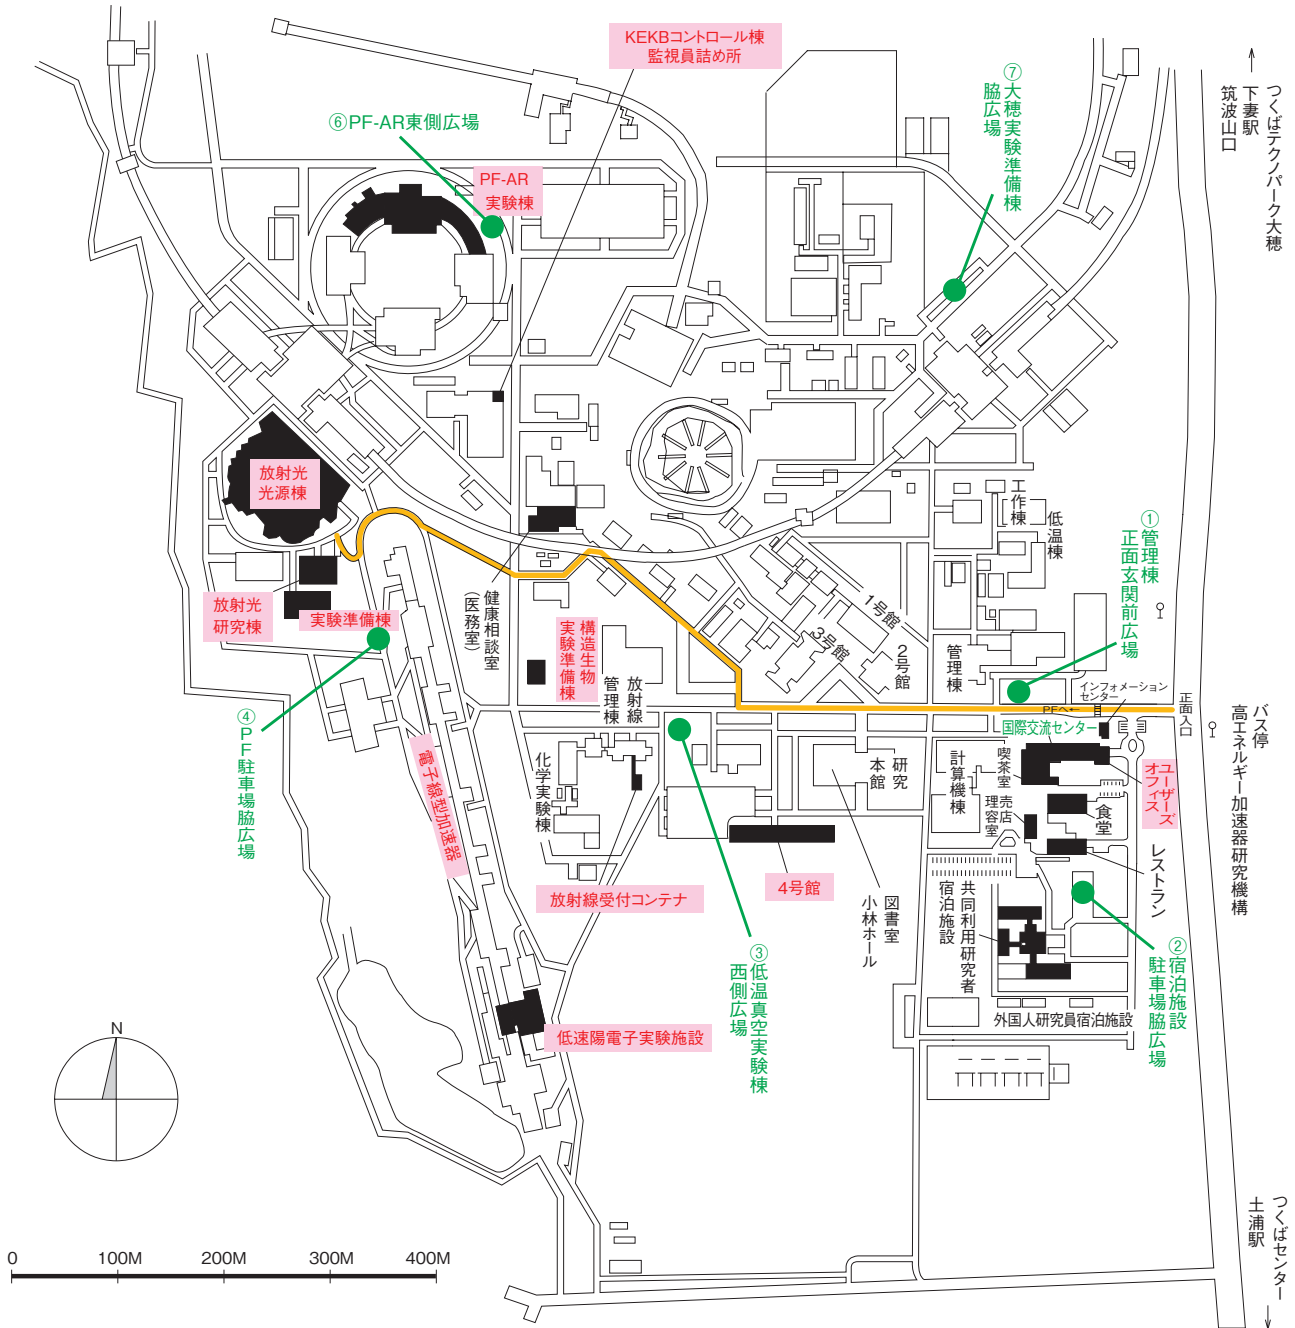 KEKBコントロール棟
監視員詰め所
⑦大穂実験準備棟
脇広場
つくばテクノパーク大穂
下妻駅
筑波山口
⑥PF-AR東側広場
PF-AR
実験棟
放射光
光源棟
工作棟
低温棟
①管理棟
正面玄関前広場
放射光
研究棟
実験準備棟
健康相談室
(医務室)
構造生物
実験準備棟
放射線
管理棟
1号館
3号館
2号館
管理棟
インフォメーション
センター
PFへ←
正面入口
バス停
高エネルギー加速器研究機構
国際交流センター
④PF駐車場脇広場
電子線型加速器
化学実験棟
研究
本館
計算機棟
喫茶室
売店
理容室
食堂
ユーザーズ
オフィス
レストラン
4号館
放射線受付コンテナ
図書室
小林ホール
共同利用研究者
宿泊施設
③低温真空実験棟
西側広場
②宿泊施設
駐車場脇広場
外国人研究員宿泊施設
低速陽電子実験施設
N
つくばセンター
土浦駅
0 100M 200M 300M 400M